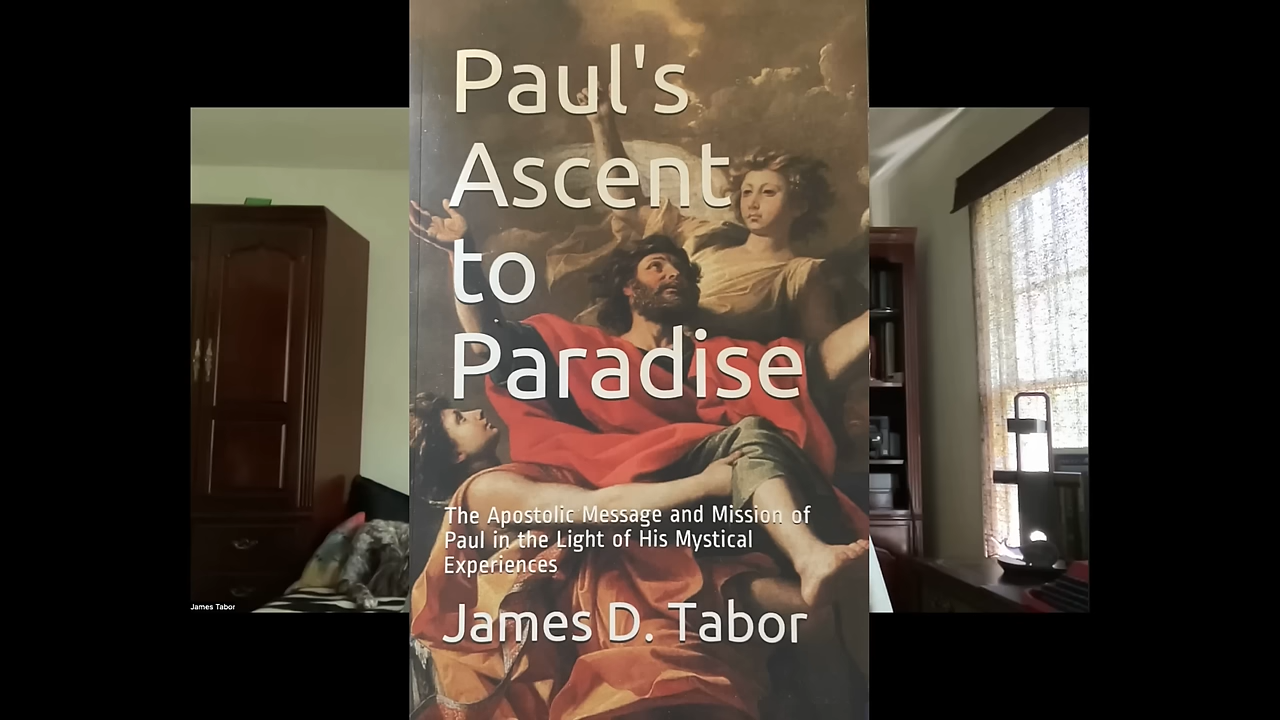 Paul's
Ascent
to
Paradise
The Apostolic Message and Mission of
Paul in the Light of His Mystical
Experiences
James D. Tabor
James Tabor